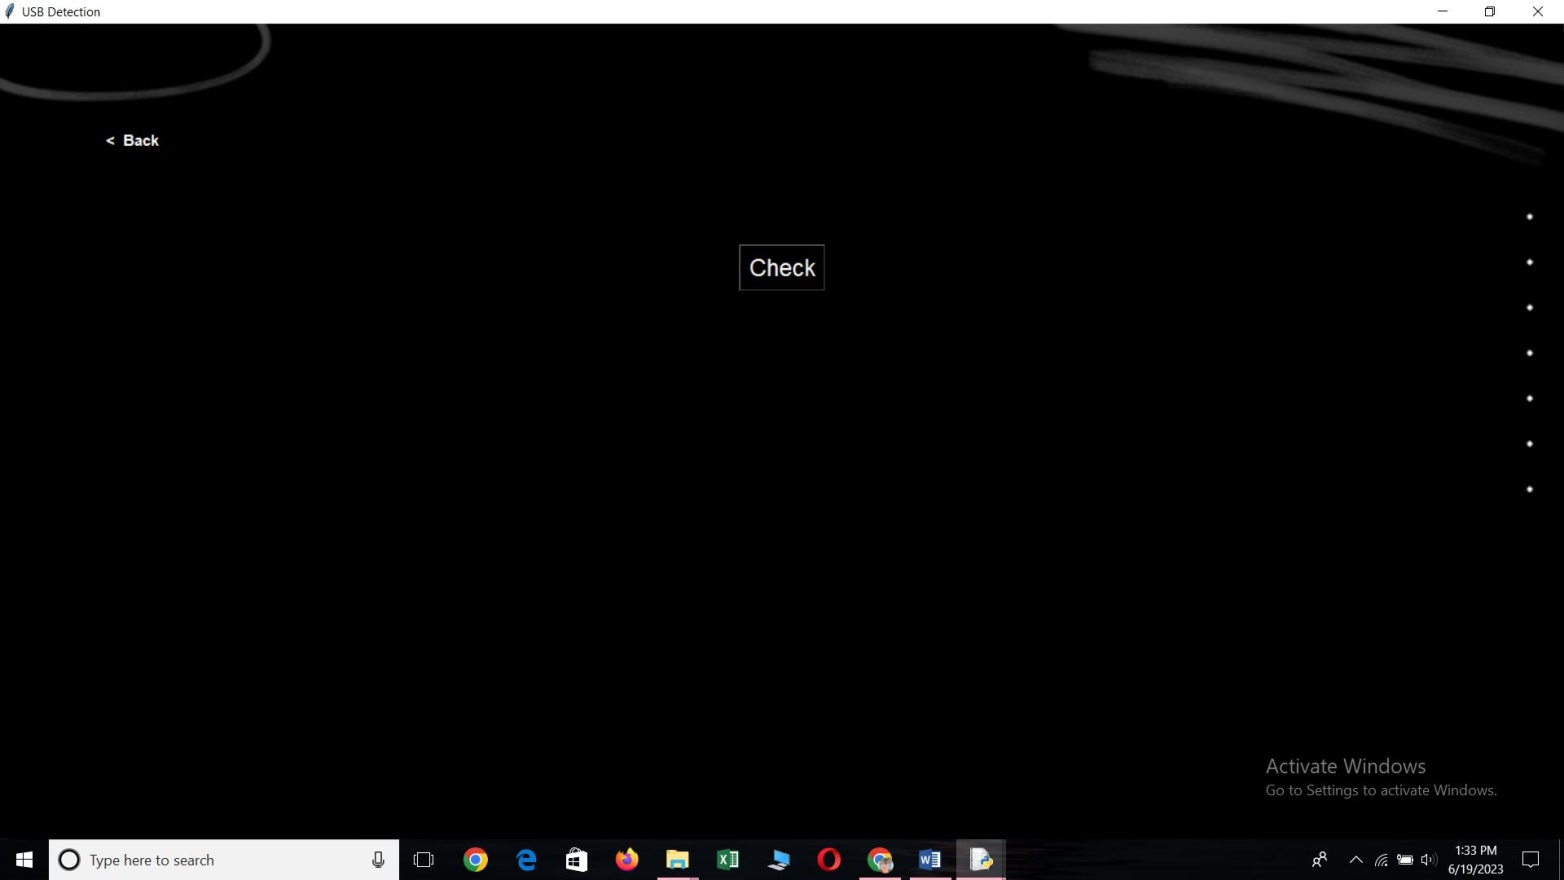 USB Detection
< Back
Check
Activate Windows
Go to Settings to activate Windows.
Type here to search
1:33 PM
6/19/2023